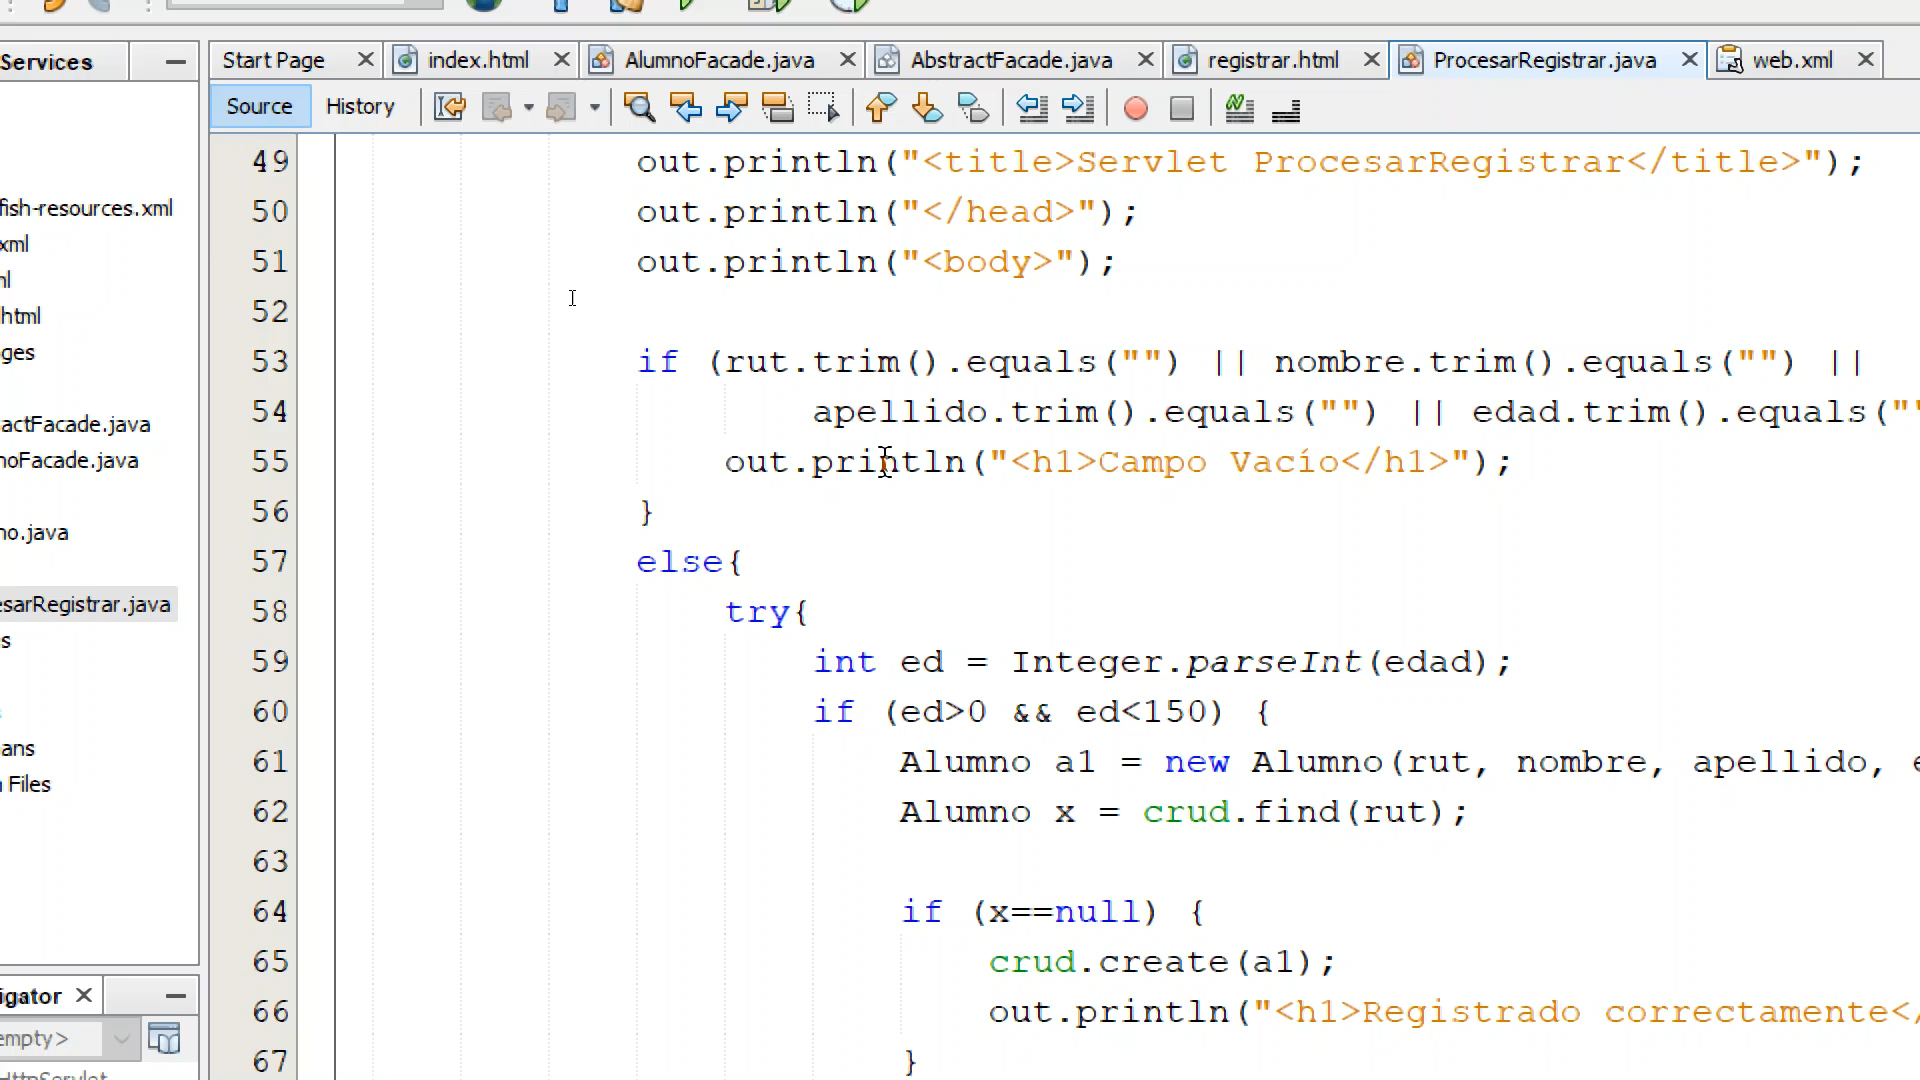 Services
Start Page index.html AlumnoFacade.java AbstractFacade.java registrar.html ProcesarRegistrar.java web.xml
Source History
fish-resources.xml
xml
html
actFacade.java
noFacade.java
no.java
esarRegistrar.java
Files
igator
empty>
HttpServlet
49 out.println("<title>Servlet ProcesarRegistrar</title>");
50 out.println("</head>");
51 out.println("<body>");
52
53 if (rut.trim().equals("") || nombre.trim().equals("") ||
54 apellido.trim().equals("") || edad.trim().equals(""
55 out.println("<h1>Campo Vacío</h1>");
56 }
57 else{
58 try{
59 int ed = Integer.parseInt(edad);
60 if (ed>0 && ed<150) {
61 Alumno a1 = new Alumno(rut, nombre, apellido, e
62 Alumno x = crud.find(rut);
63
64 if (x==null) {
65 crud.create(a1);
66 out.println("<h1>Registrado correctamente</
67 }